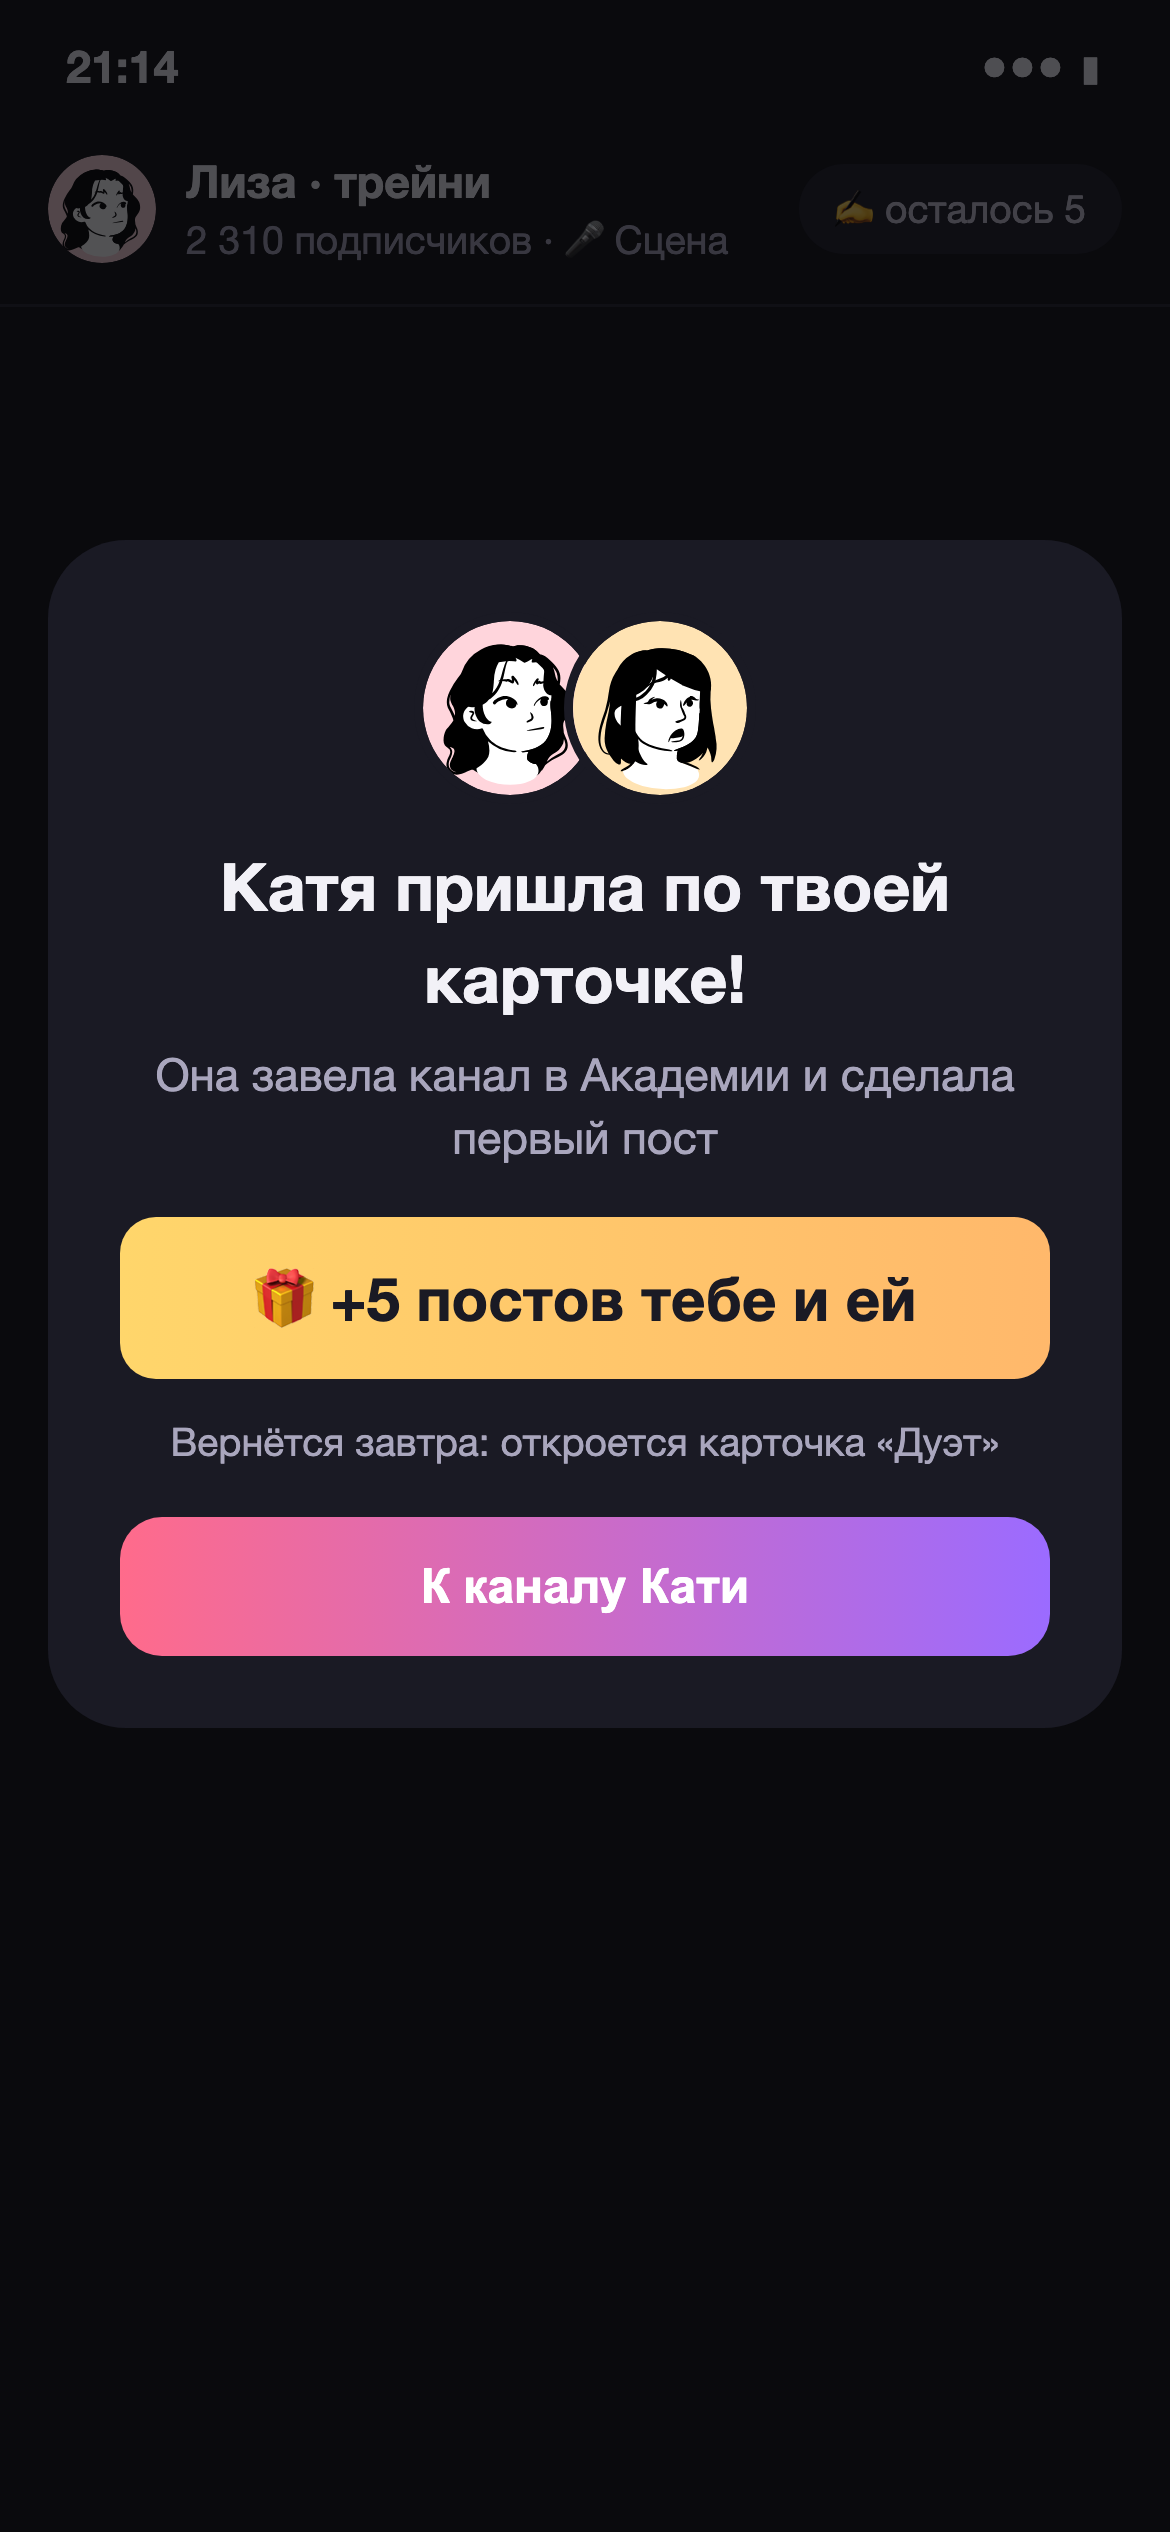 21:14
Лиза · трейни
2 310 подписчиков · 🎤 Сцена
✍️ осталось 5
Катя пришла по твоей
карточке!
Она завела канал в Академии и сделала
первый пост
🎁 +5 постов тебе и ей
Вернётся завтра: откроется карточка «Дуэт»
К каналу Кати